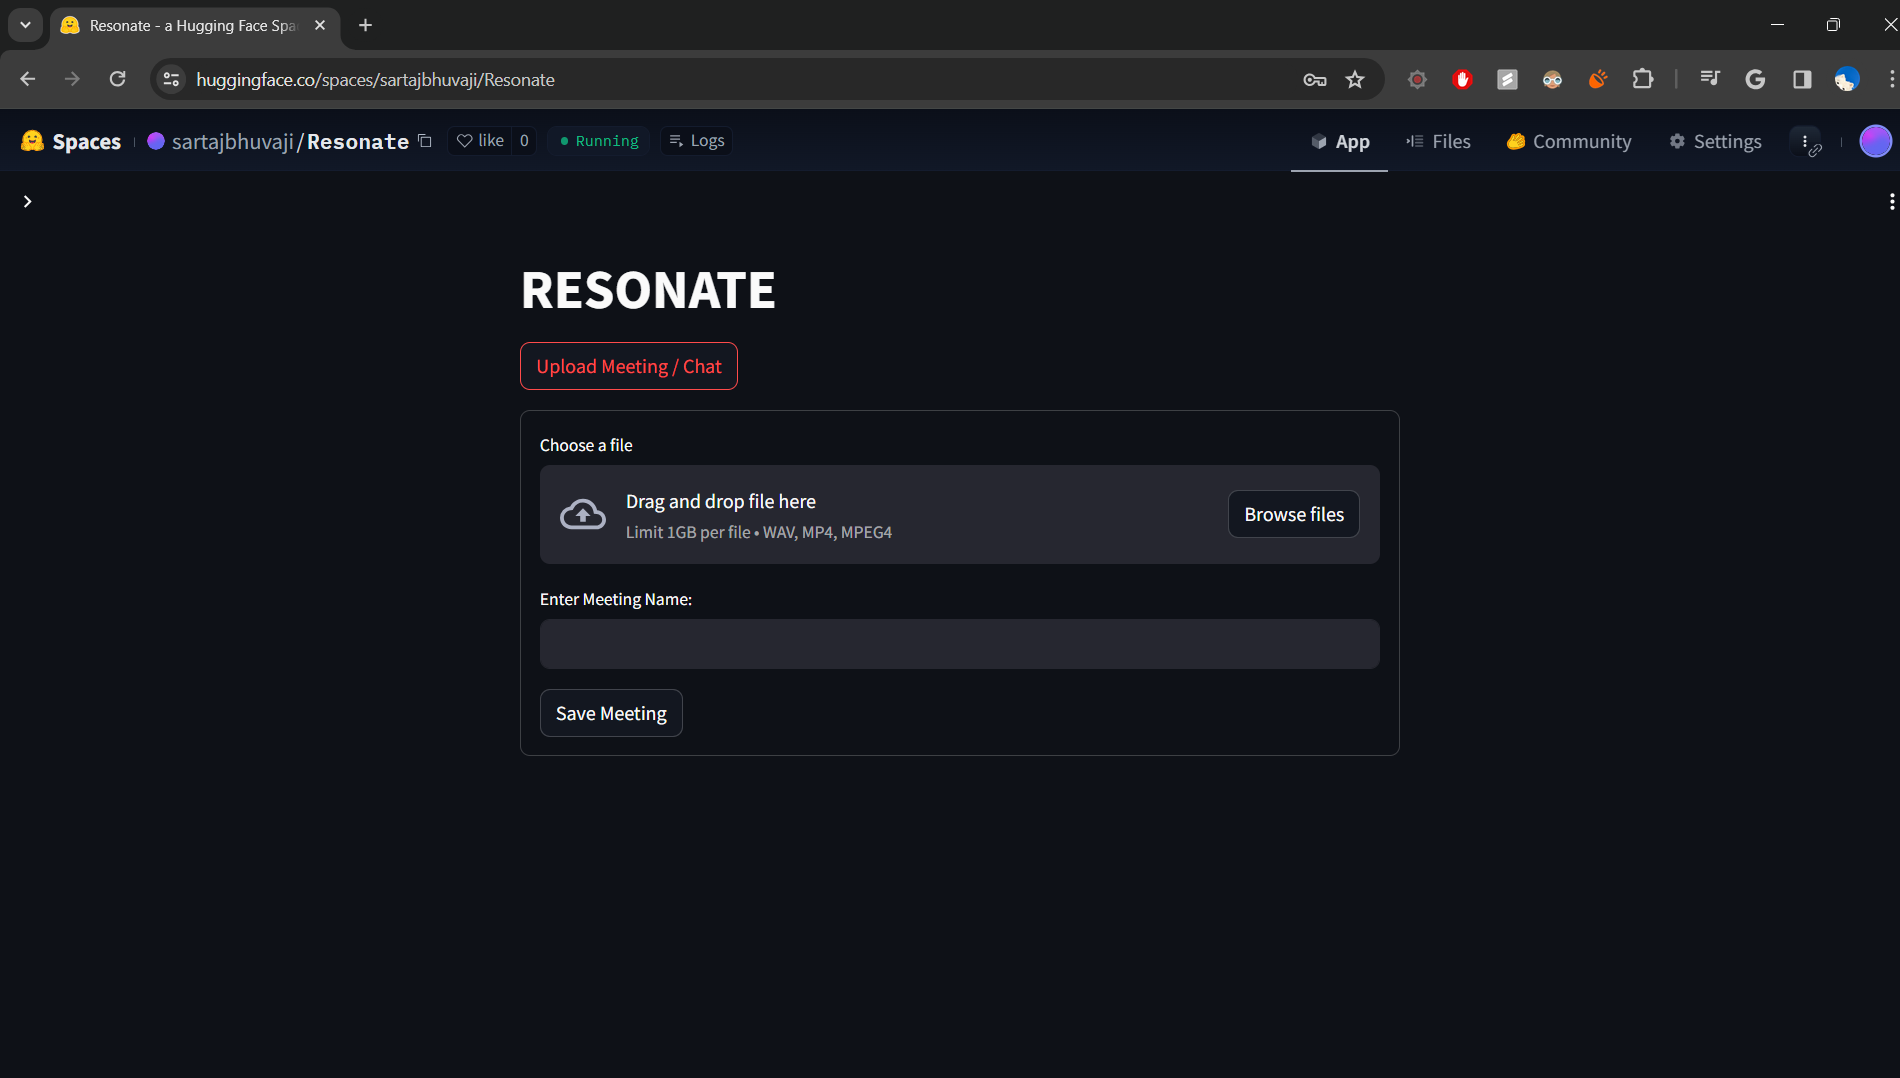 Resonate - a Hugging Face Spa
huggingface.co/spaces/sartajbhuvaji/Resonate
Spaces sartajbhuvaji/Resonate like 0 Running Logs App Files Community Settings
RESONATE
Upload Meeting / Chat
Choose a file
Drag and drop file here
Limit 1GB per file • WAV, MP4, MPEG4
Browse files
Enter Meeting Name:
Save Meeting